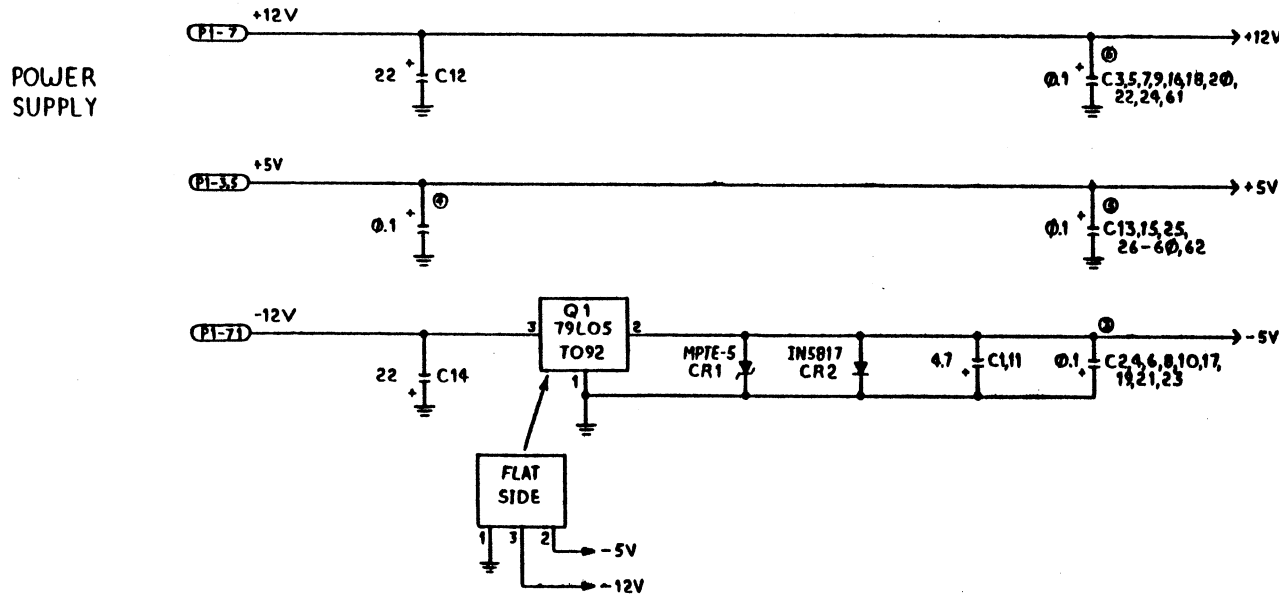 POWER
SUPPLY
P1-7
+12V
+12V
22
+
C12
⑥
0.1
+
C3,5,7,9,16,18,20,
22,24,61
P1-3,5
+5V
+5V
④
0.1
+
⑤
0.1
+
C13,15,25,
26-60,62
P1-71
-12V
22
+
C14
3
Q1
79L05
TO92
2
1
MPTE-5
CR1
IN5817
CR2
4.7
+
C1,11
0.1
+
C2,4,6,8,10,17,
19,21,23
-5V
FLAT
SIDE
1
3
2
-5V
-12V